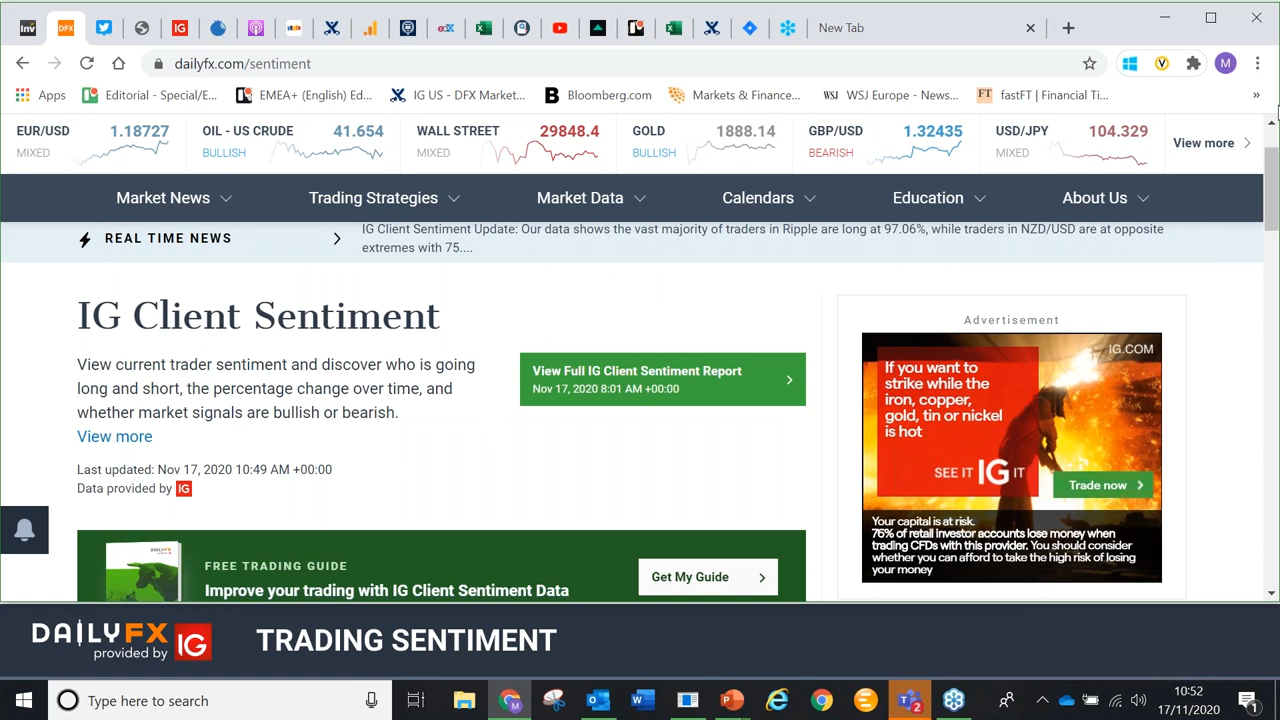 New Tab
dailyfx.com/sentiment
M
Apps
Editorial - Special/E...
EMEA+ (English) Ed...
IG US - DFX Market...
Bloomberg.com
Markets & Finance...
WSJ Europe - News...
fastFT | Financial Ti...
»
EUR/USD 1.18727
MIXED
OIL - US CRUDE 41.654
BULLISH
WALL STREET 29848.4
MIXED
GOLD 1888.14
BULLISH
GBP/USD 1.32435
BEARISH
USD/JPY 104.329
MIXED
View more
Market News
Trading Strategies
Market Data
Calendars
Education
About Us
REAL TIME NEWS
IG Client Sentiment Update: Our data shows the vast majority of traders in Ripple are long at 97.06%, while traders in NZD/USD are at opposite
extremes with 75....
IG Client Sentiment
View current trader sentiment and discover who is going
long and short, the percentage change over time, and
whether market signals are bullish or bearish.
View more
View Full IG Client Sentiment Report
Nov 17, 2020 8:01 AM +00:00
Last updated: Nov 17, 2020 10:49 AM +00:00
Data provided by IG
FREE TRADING GUIDE
Improve your trading with IG Client Sentiment Data
Get My Guide
Advertisement
IG.COM
If you want to
strike while the
iron, copper,
gold, tin or nickel
is hot
SEE IT IG IT
Trade now
Your capital is at risk.
76% of retail investor accounts lose money when
trading CFDs with this provider. You should consider
whether you can afford to take the high risk of losing
your money
DAILYFX
provided by IG
TRADING SENTIMENT
Type here to search
2
10:52
17/11/2020
1